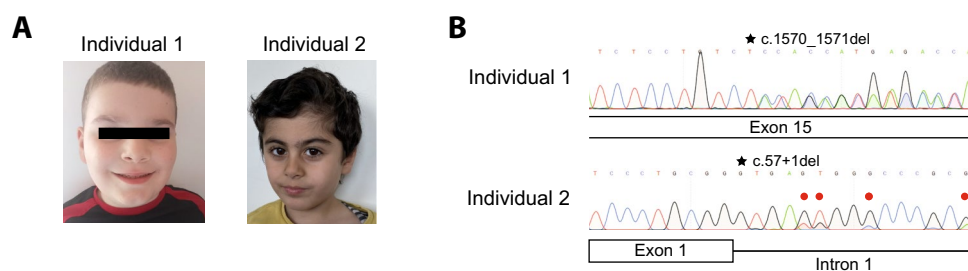 A
Individual 1
Individual 2
B
★ c.1570_1571del
T C T C C T G T C T C C A C C A T G A G A C C A
Individual 1
Exon 15
★ c.57+1del
T C C C T G C G G G T G A G T G G G C C C G C G
Individual 2
Exon 1
Intron 1